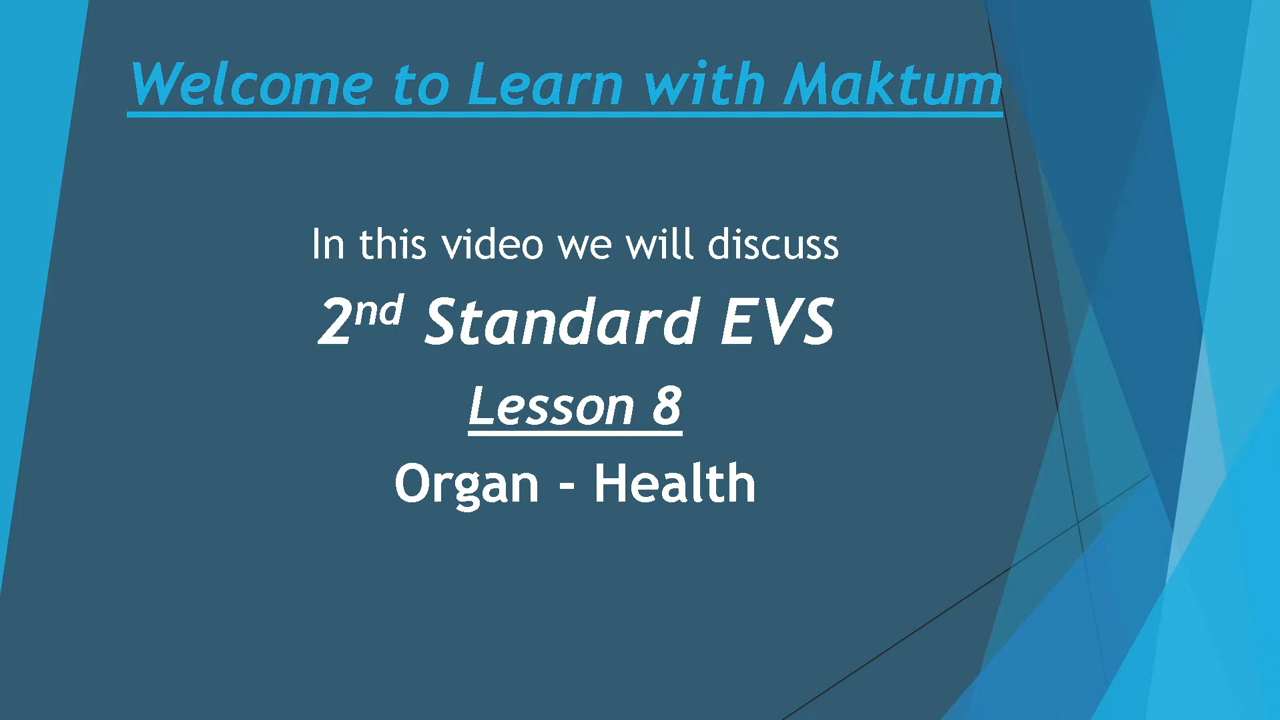 Welcome to Learn with Maktum
In this video we will discuss
2nd Standard EVS
Lesson 8
Organ - Health